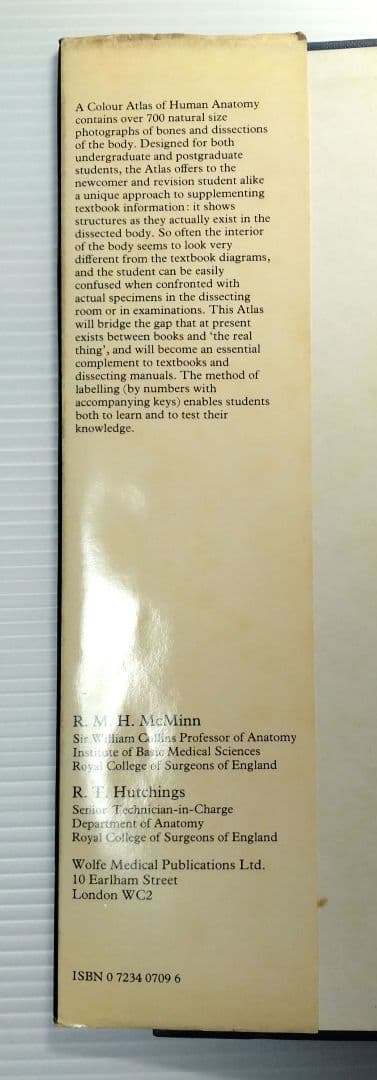 A Colour Atlas of Human Anatomy
contains over 700 natural size
photographs of bones and dissections
of the body. Designed for both
undergraduate and postgraduate
students, the Atlas offers to the
newcomer and revision student alike
a unique approach to supplementing
textbook information: it shows
structures as they actually exist in the
dissected body. So often the interior
of the body seems to look very
different from the textbook diagrams,
and the student can be easily
confused when confronted with
actual specimens in the dissecting
room or in examinations. This Atlas
will bridge the gap that at present
exists between books and ‘the real
thing’, and will become an essential
complement to textbooks and
dissecting manuals. The method of
labelling (by numbers with
accompanying keys) enables students
both to learn and to test their
knowledge.
R. M. H. McMinn
Sir William Collins Professor of Anatomy
Institute of Basic Medical Sciences
Royal College of Surgeons of England
R. T. Hutchings
Senior Technician-in-Charge
Department of Anatomy
Royal College of Surgeons of England
Wolfe Medical Publications Ltd.
10 Earlham Street
London WC2
ISBN 0 7234 0709 6